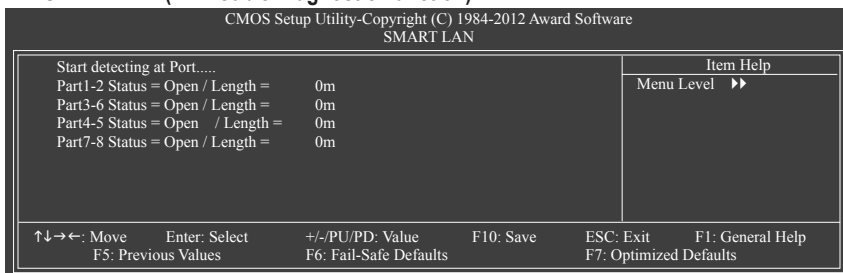 CMOS Setup Utility-Copyright (C) 1984-2012 Award Software
SMART LAN
Start detecting at Port.....
Part1-2 Status = Open / Length = 0m
Part3-6 Status = Open / Length = 0m
Part4-5 Status = Open / Length = 0m
Part7-8 Status = Open / Length = 0m
Item Help
Menu Level
↑↓→←: Move Enter: Select +/-/PU/PD: Value F10: Save ESC: Exit F1: General Help
F5: Previous Values F6: Fail-Safe Defaults F7: Optimized Defaults